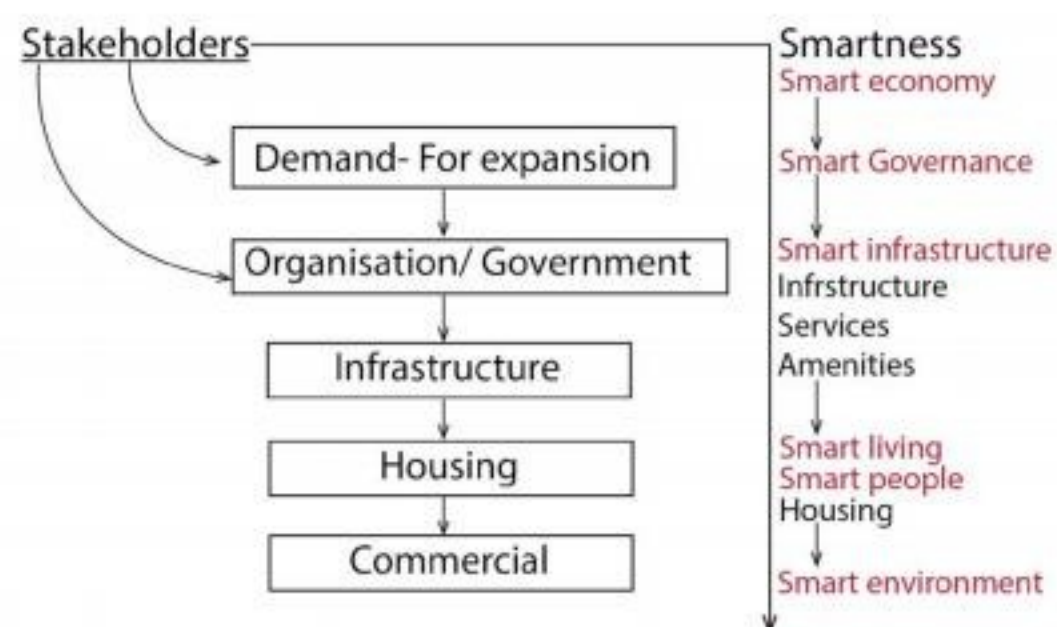 Stakeholders
Demand- For expansion
Organisation/ Government
Infrastructure
Housing
Commercial
Smartness
Smart economy
Smart Governance
Smart infrastructure
Infrstructure
Services
Amenities
Smart living
Smart people
Housing
Smart environment